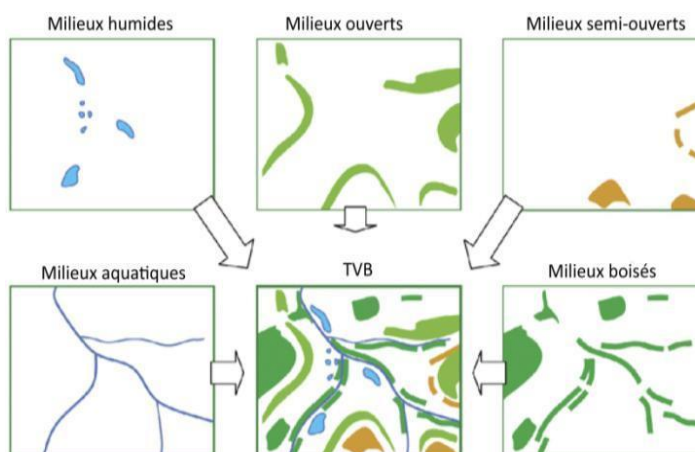 Milieux humides
Milieux ouverts
Milieux semi-ouverts
Milieux aquatiques
TVB
Milieux boisés